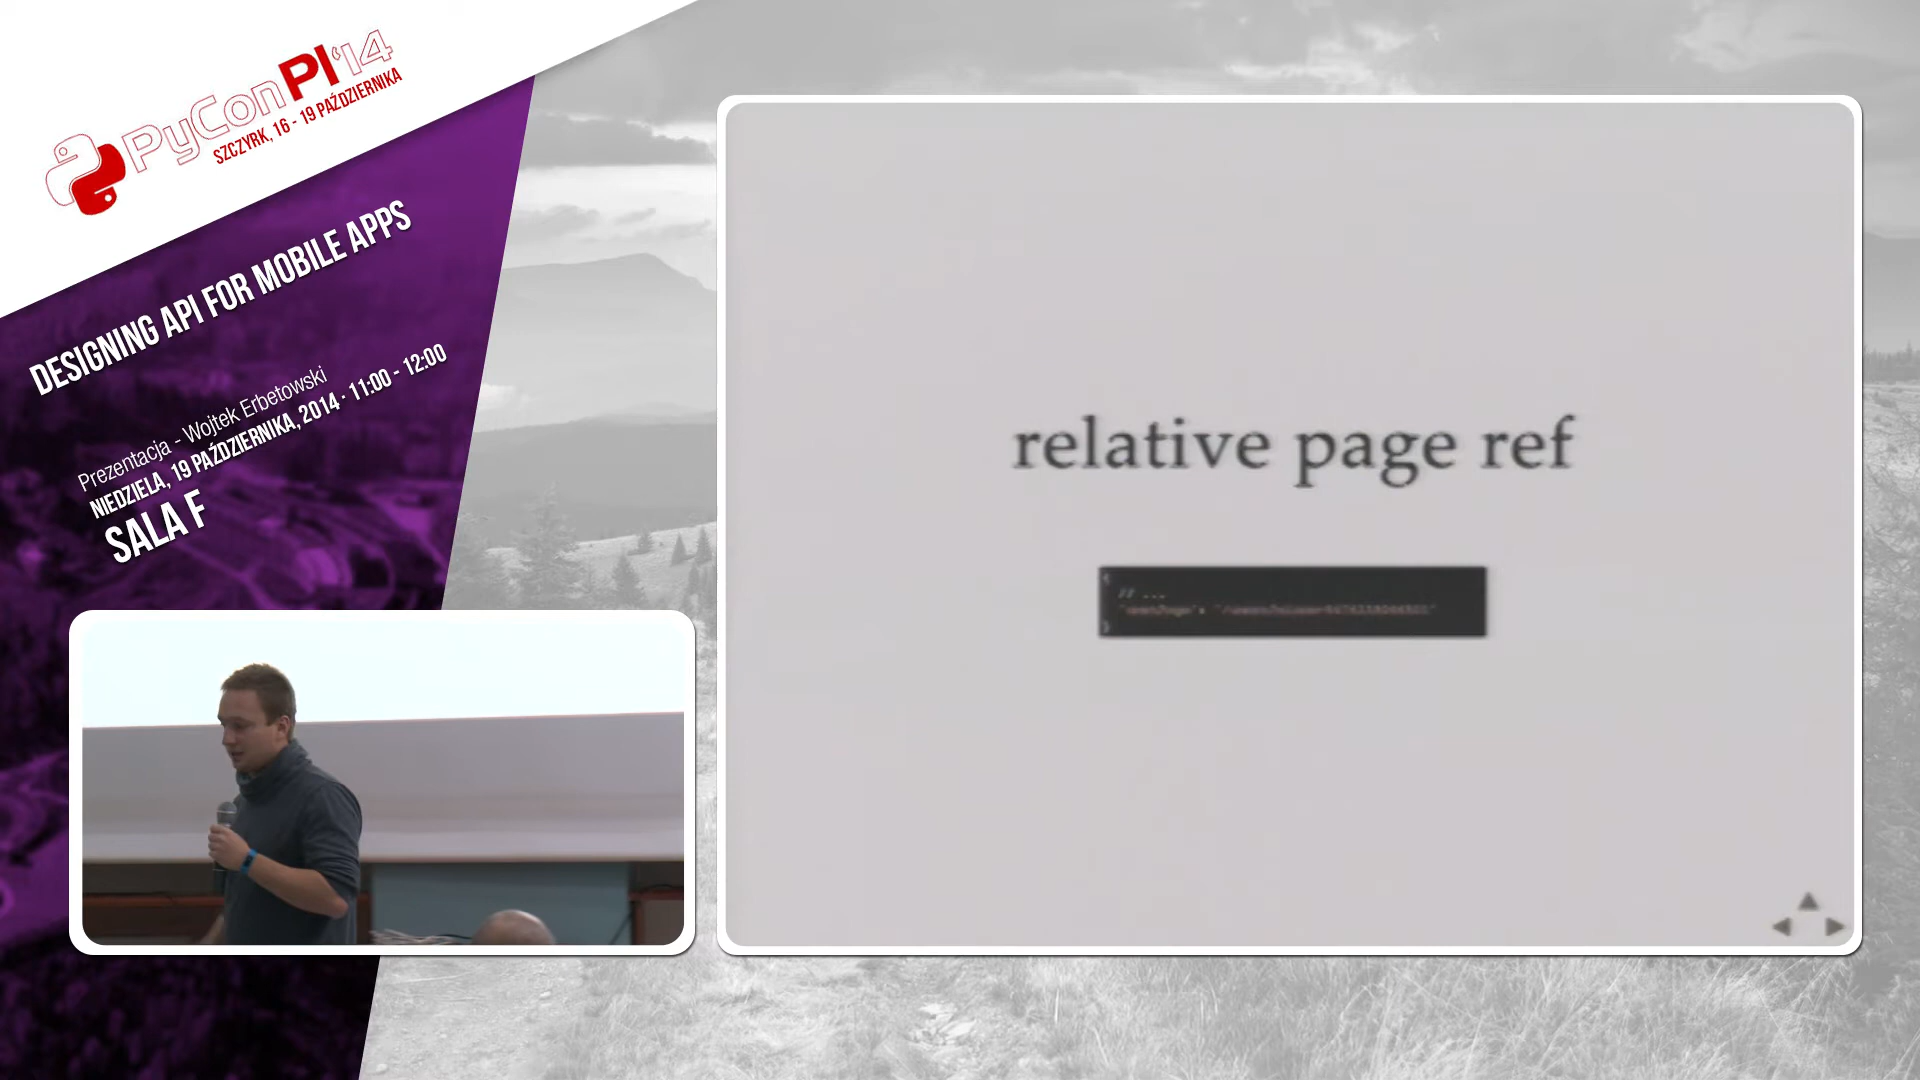 PyConPl'14
SZCZYRK, 16 - 19 PAŹDZIERNIKA
DESIGNING API FOR MOBILE APPS
Prezentacja - Wojtek Erbetowski
NIEDZIELA, 19 PAŹDZIERNIKA, 2014 · 11:00 - 12:00
SALA F
relative page ref
{
// ...
}